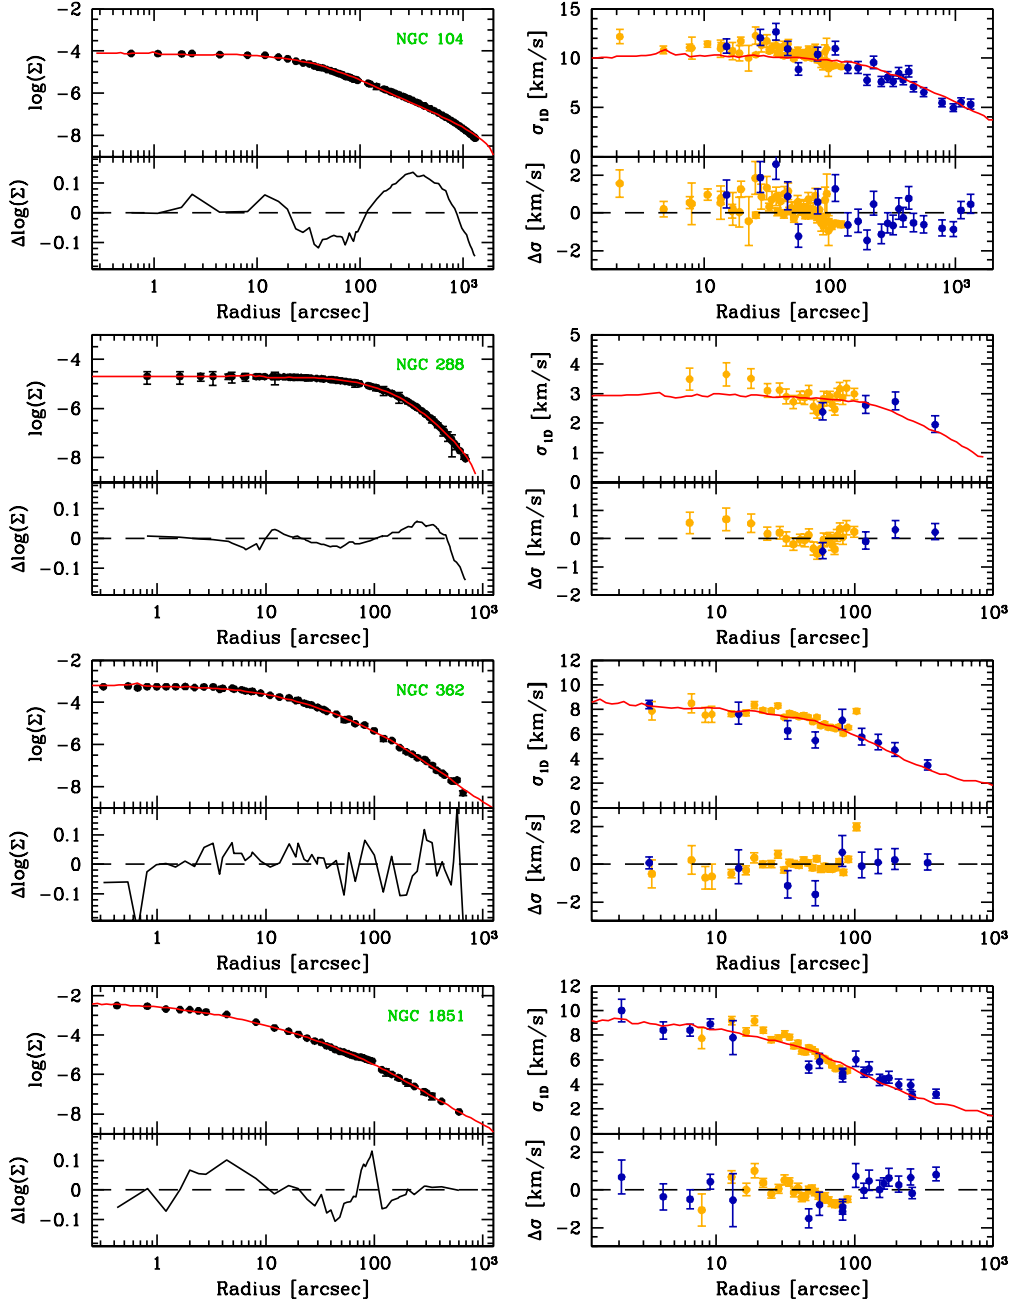 -2
-4
-6
-8
log(Σ)
NGC 104
15
10
5
0
σ1D [km/s]
0.1
0
-0.1
Δlog(Σ)
1 10 100 10³
Radius [arcsec]
2
0
-2
Δσ [km/s]
10 100 10³
Radius [arcsec]
-4
-6
-8
log(Σ)
NGC 288
5
4
3
2
1
0
σ1D [km/s]
0.1
0
-0.1
Δlog(Σ)
1 10 100 10³
Radius [arcsec]
1
0
-1
-2
Δσ [km/s]
10 100 10³
Radius [arcsec]
-2
-4
-6
-8
log(Σ)
NGC 362
12
10
8
6
4
2
0
σ1D [km/s]
0.1
0
-0.1
Δlog(Σ)
1 10 100 10³
Radius [arcsec]
2
0
-2
Δσ [km/s]
10 100 10³
Radius [arcsec]
-2
-4
-6
-8
log(Σ)
NGC 1851
12
10
8
6
4
2
0
σ1D [km/s]
0.1
0
-0.1
Δlog(Σ)
1 10 100 10³
Radius [arcsec]
2
0
-2
Δσ [km/s]
10 100 10³
Radius [arcsec]